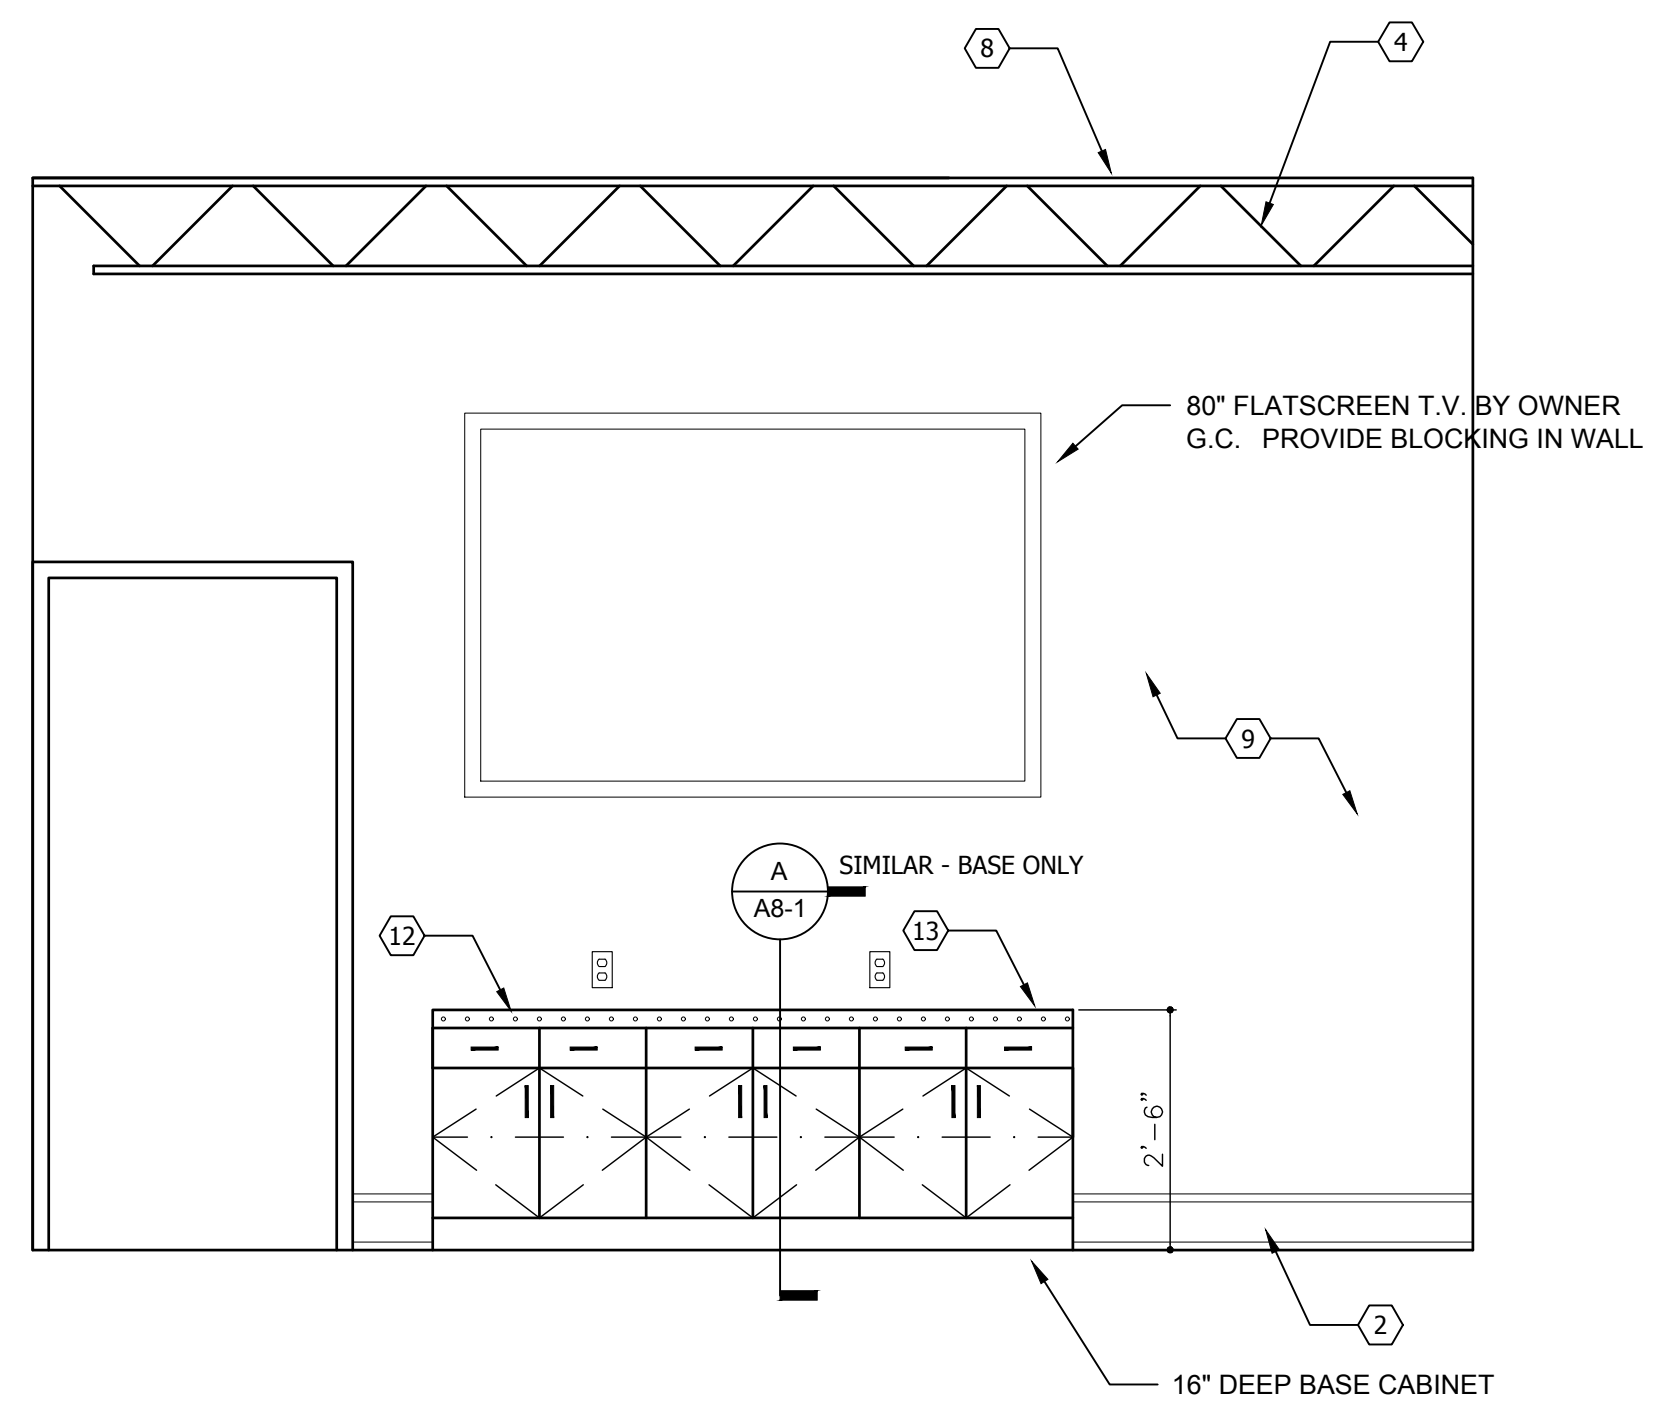 8
4
80" FLATSCREEN T.V. BY OWNER
G.C. PROVIDE BLOCKING IN WALL
9
A
A8-1
SIMILAR - BASE ONLY
12
13
2'-6"
2
16" DEEP BASE CABINET